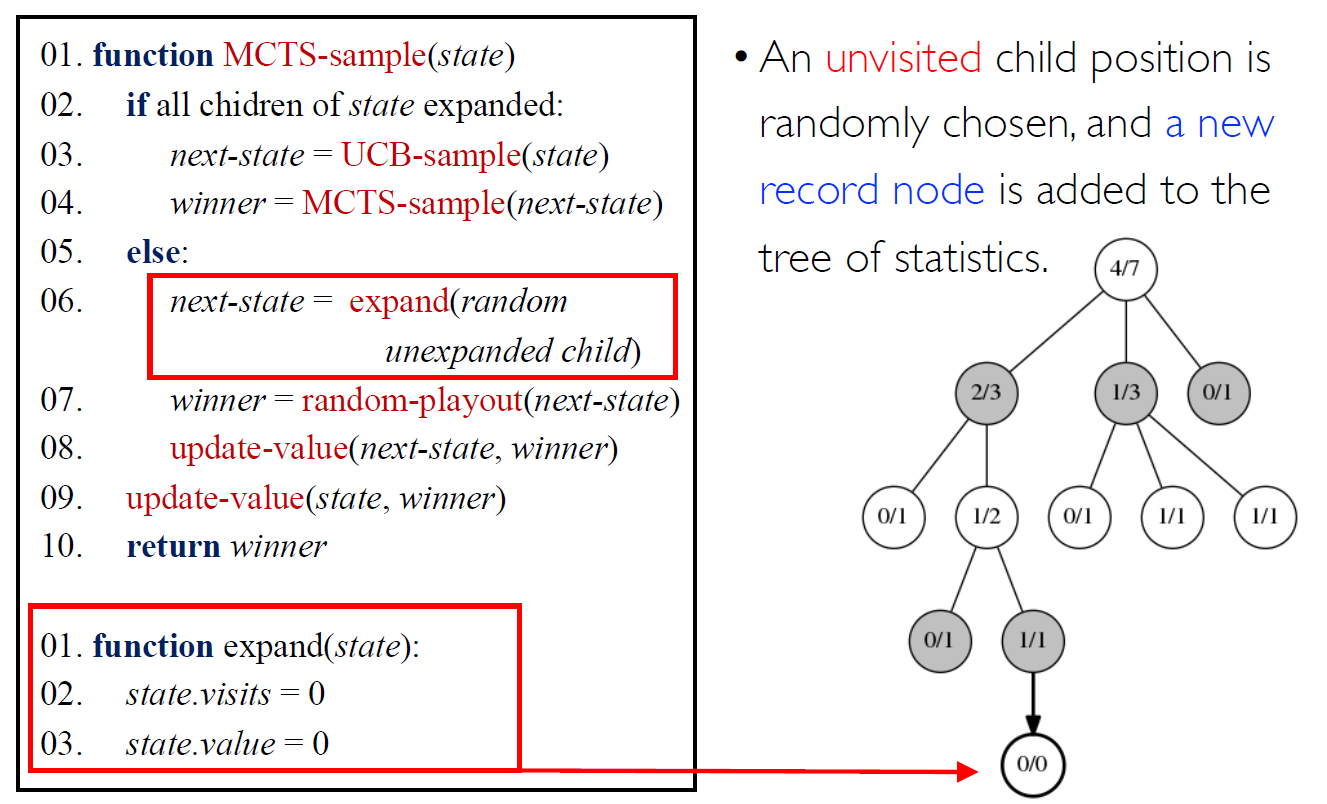 01. function MCTS-sample(state)
02. if all chidren of state expanded:
03. next-state = UCB-sample(state)
04. winner = MCTS-sample(next-state)
05. else:
06. next-state = expand(random
unexpanded child)
07. winner = random-playout(next-state)
08. update-value(next-state, winner)
09. update-value(state, winner)
10. return winner
01. function expand(state):
02. state.visits = 0
03. state.value = 0
• An unvisited child position is
randomly chosen, and a new
record node is added to the
tree of statistics.
4/7
2/3 1/3 0/1
0/1 1/2 0/1 1/1 1/1
0/1 1/1
0/0